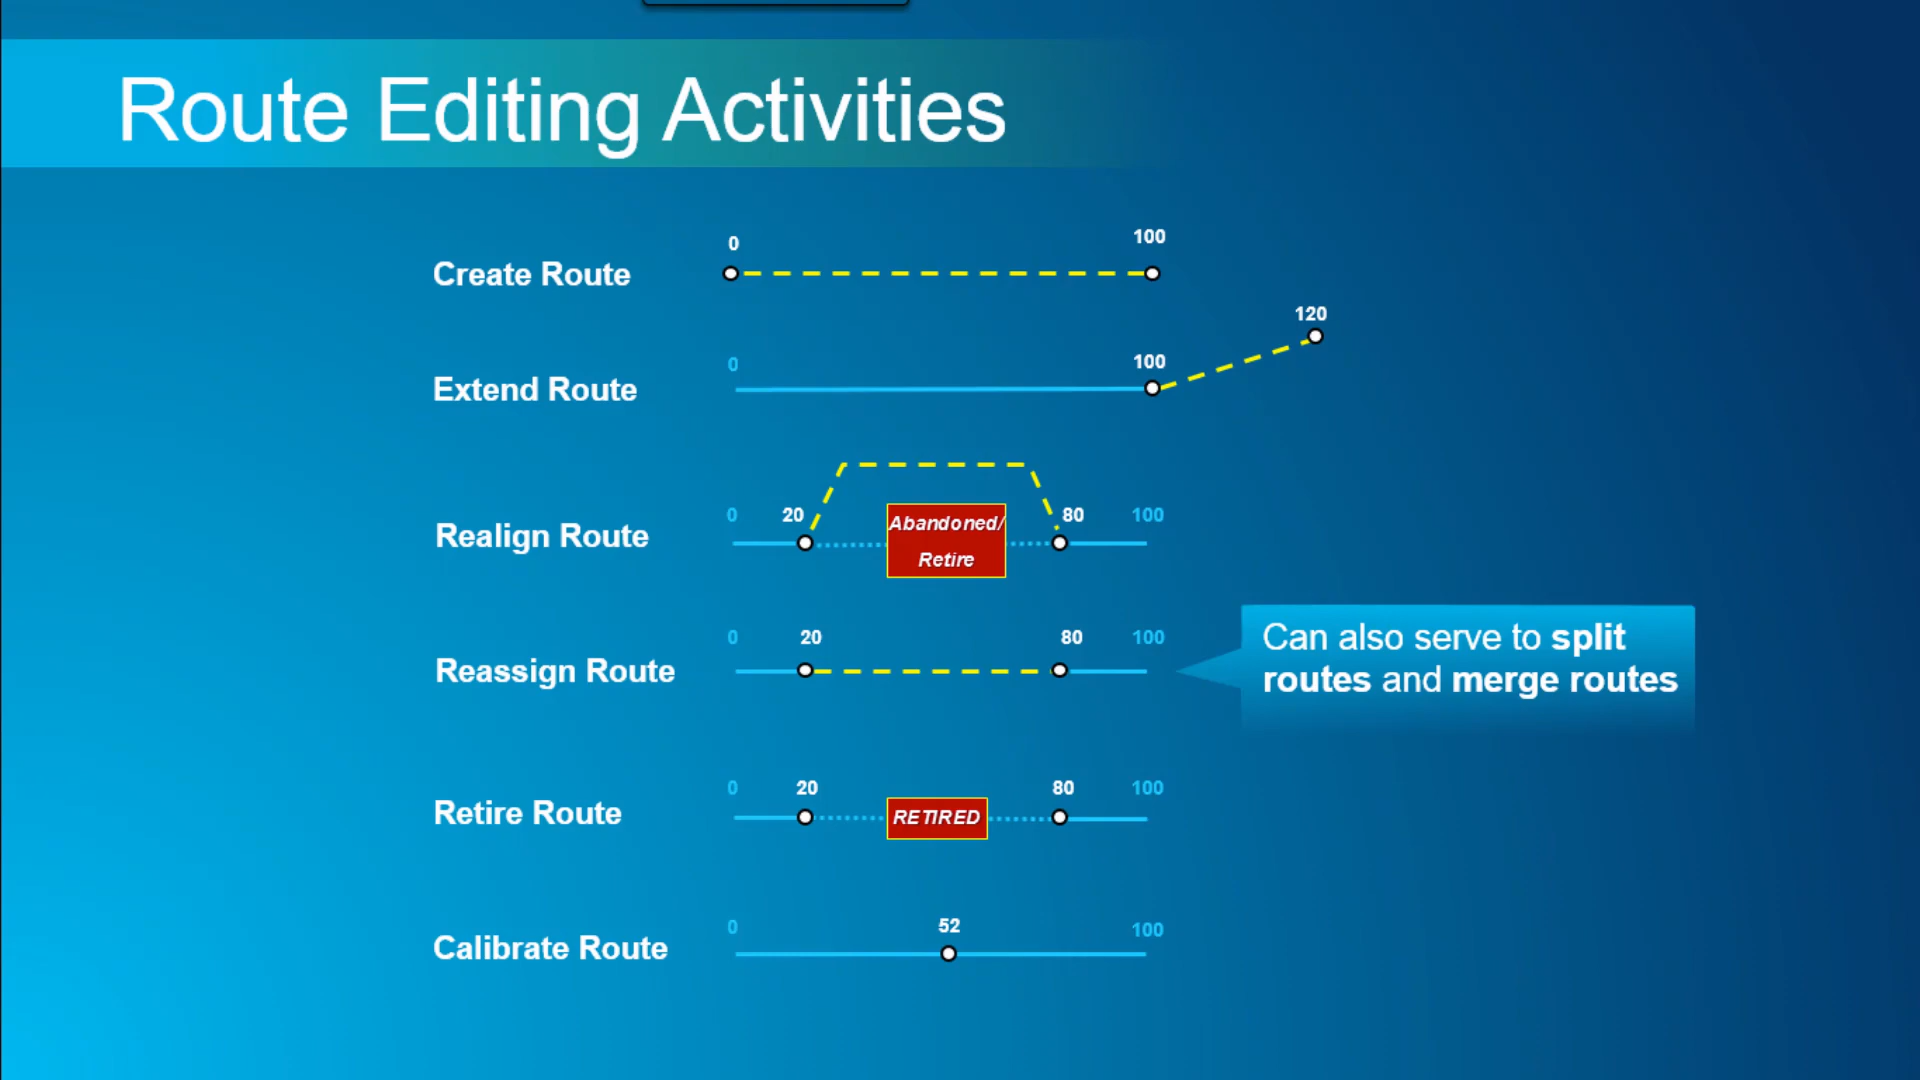 Route Editing Activities
0 100
Create Route
120
0 100
Extend Route
0 20 Abandoned/ 80 100
Realign Route
Retire
0 20 80 100
Reassign Route
Can also serve to split
routes and merge routes
0 20 80 100
Retire Route RETIRED
0 52 100
Calibrate Route